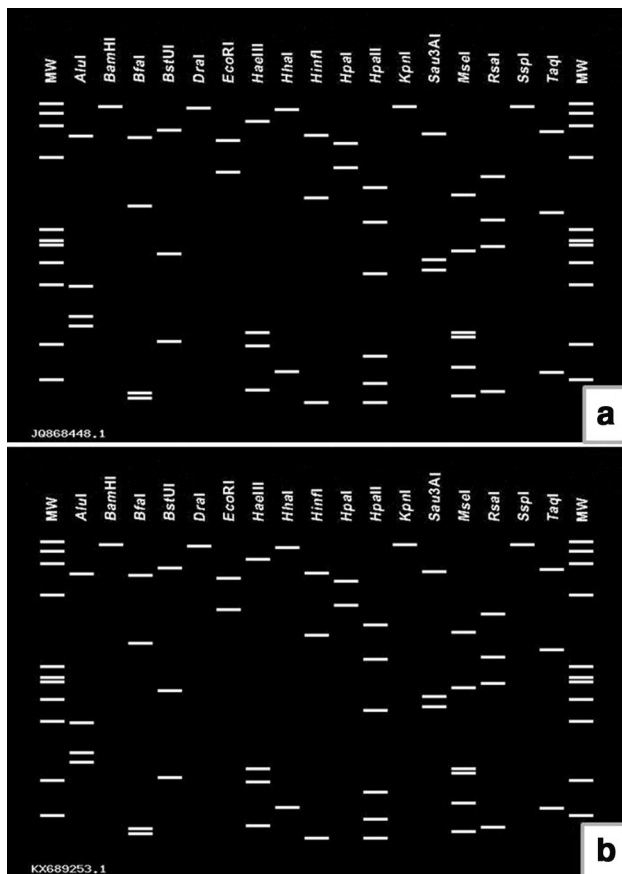 MW AluI BamHI BfaI BstUI DraI EcoRI HaeIII HhaI HinfI HpaI HpaII KpnI Sau3AI MseI RsaI SspI TaqI MW
JQ868448.1
a
MW AluI BamHI BfaI BstUI DraI EcoRI HaeIII HhaI HinfI HpaI HpaII KpnI Sau3AI MseI RsaI SspI TaqI MW
KX689253.1
b